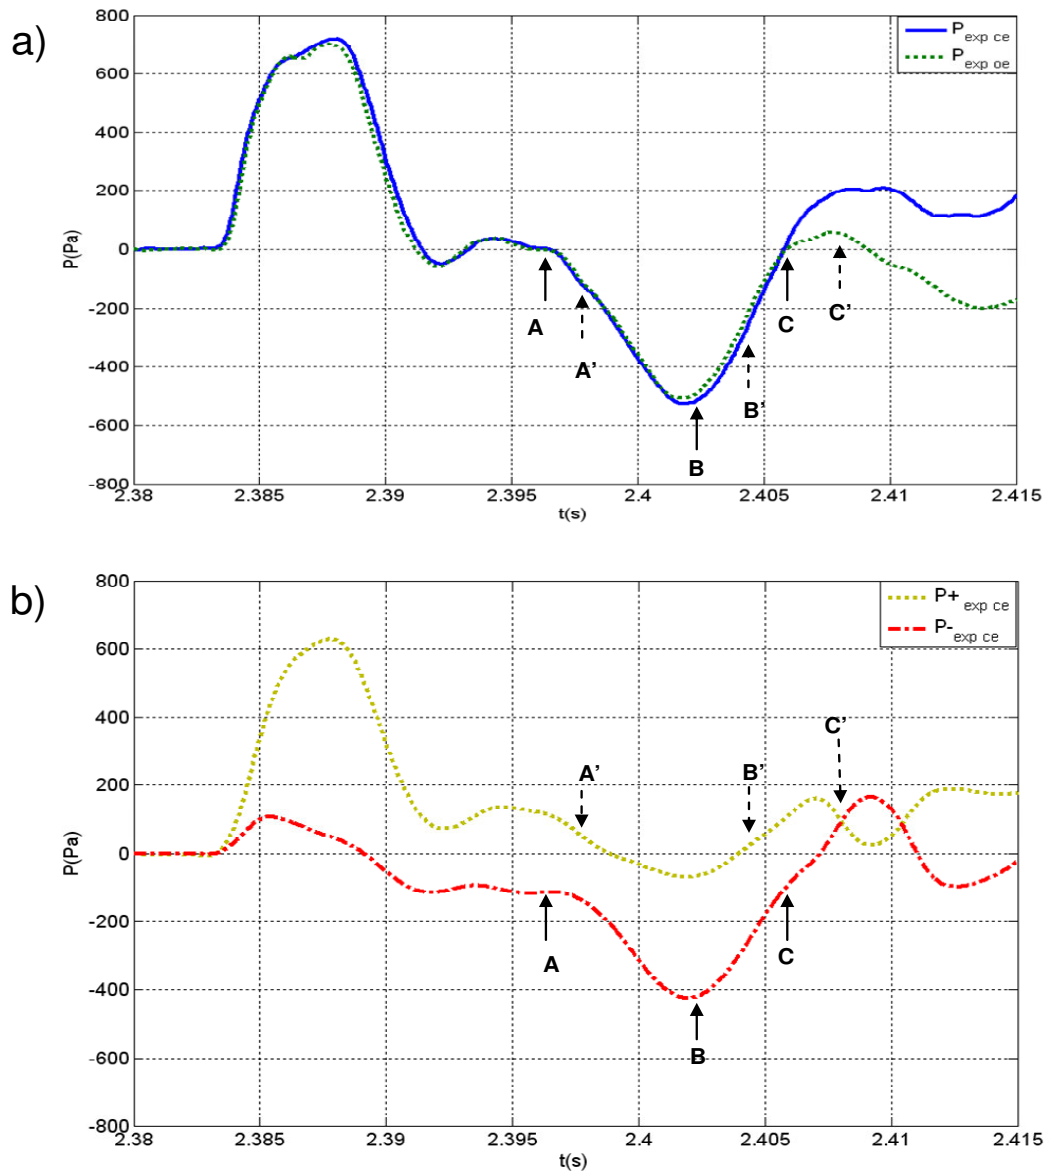 a)
800
600
400
200
0
-200
-400
-600
-800
P(Pa)
P exp ce
P exp oe
A
A'
B
B'
C
C'
2.38
2.385
2.39
2.395
2.4
2.405
2.41
2.415
t(s)
b)
800
600
400
200
0
-200
-400
-600
-800
P(Pa)
P+ exp ce
P- exp ce
A
A'
B
B'
C
C'
2.38
2.385
2.39
2.395
2.4
2.405
2.41
2.415
t(s)